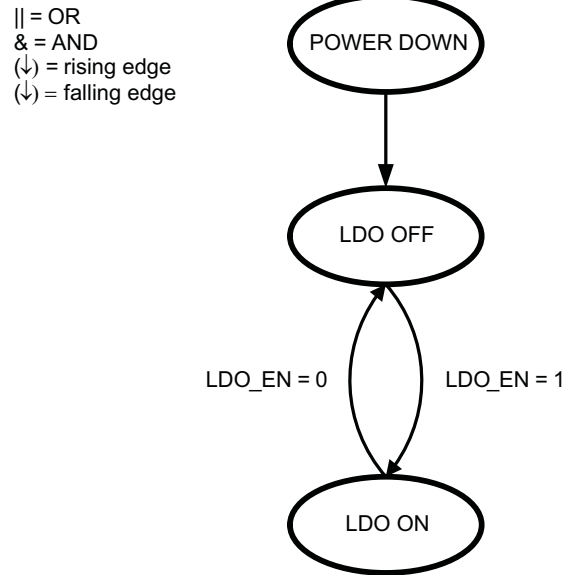 || = OR
& = AND
(↓) = rising edge
(↓) = falling edge
POWER DOWN
LDO OFF
LDO_EN = 0
LDO_EN = 1
LDO ON